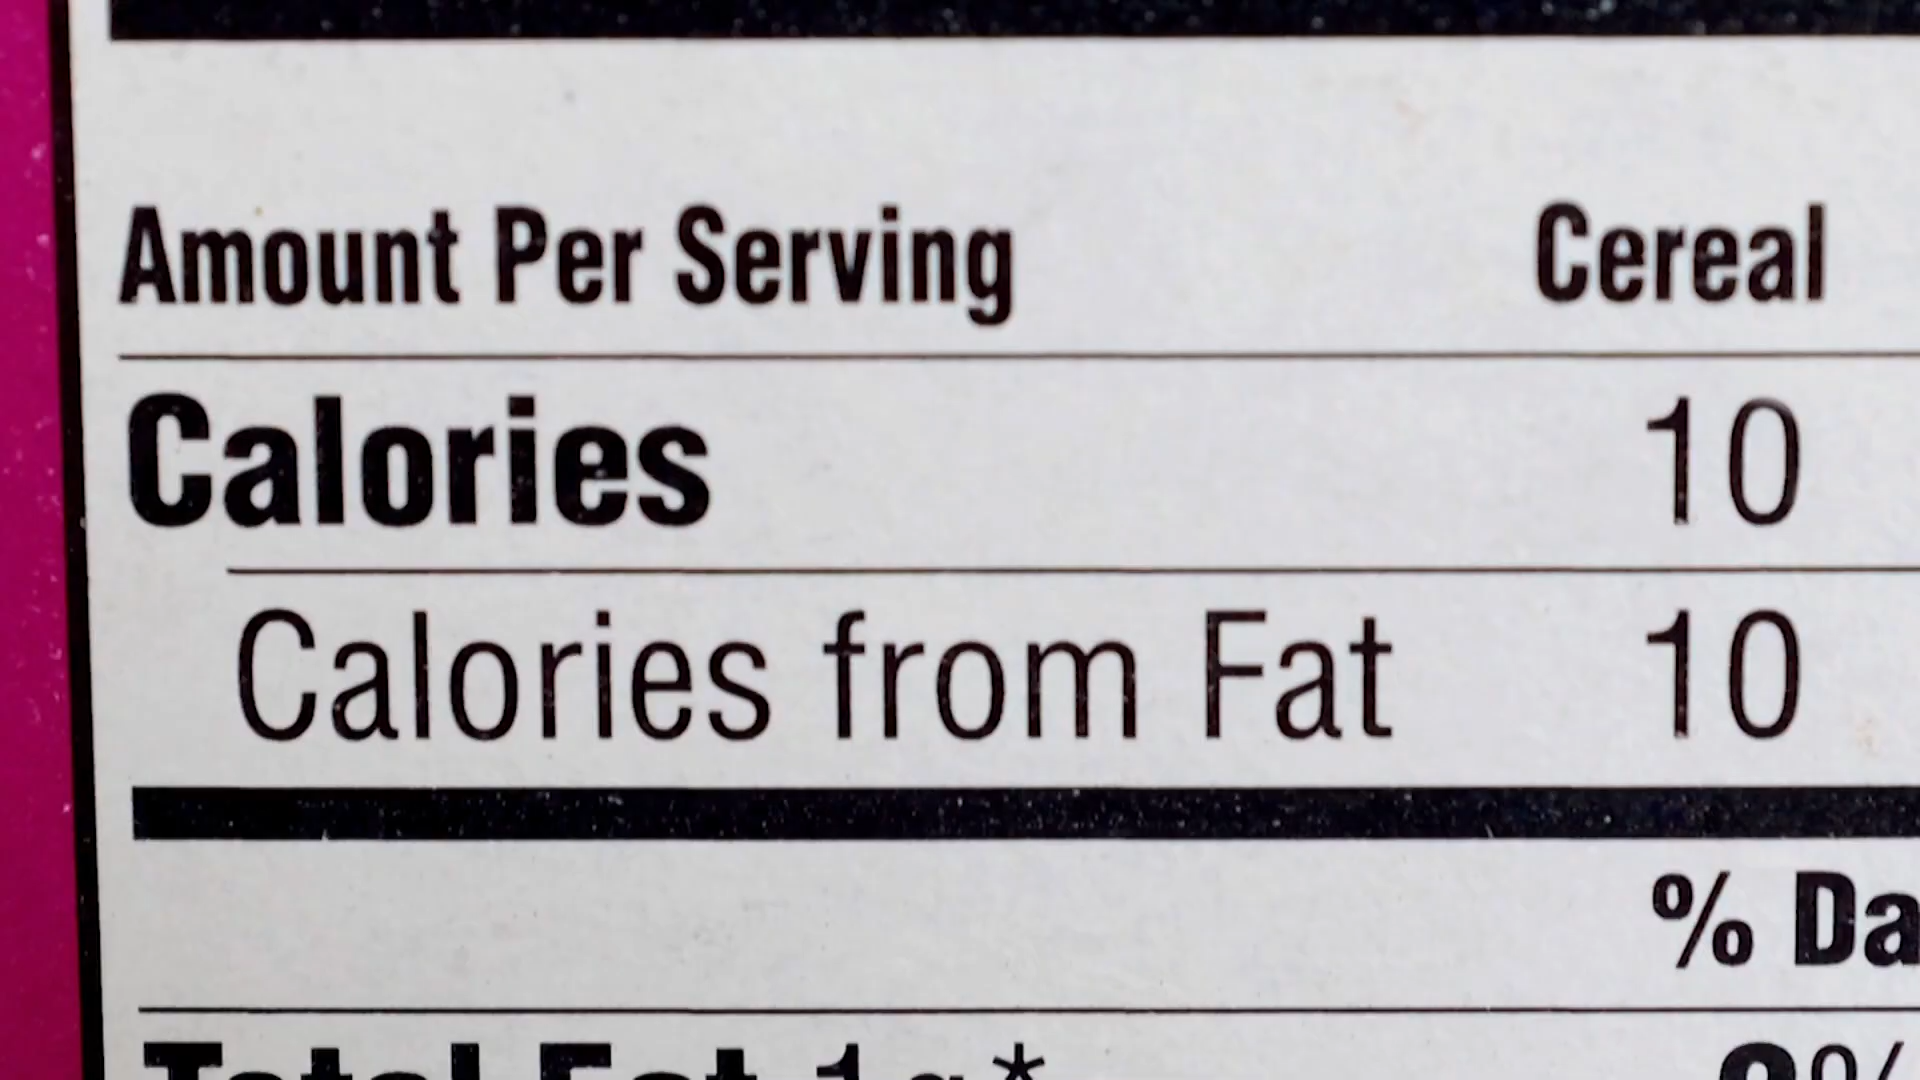 Amount Per Serving Cereal
Calories 10
Calories from Fat 10
% Da
Total Fat 1g*